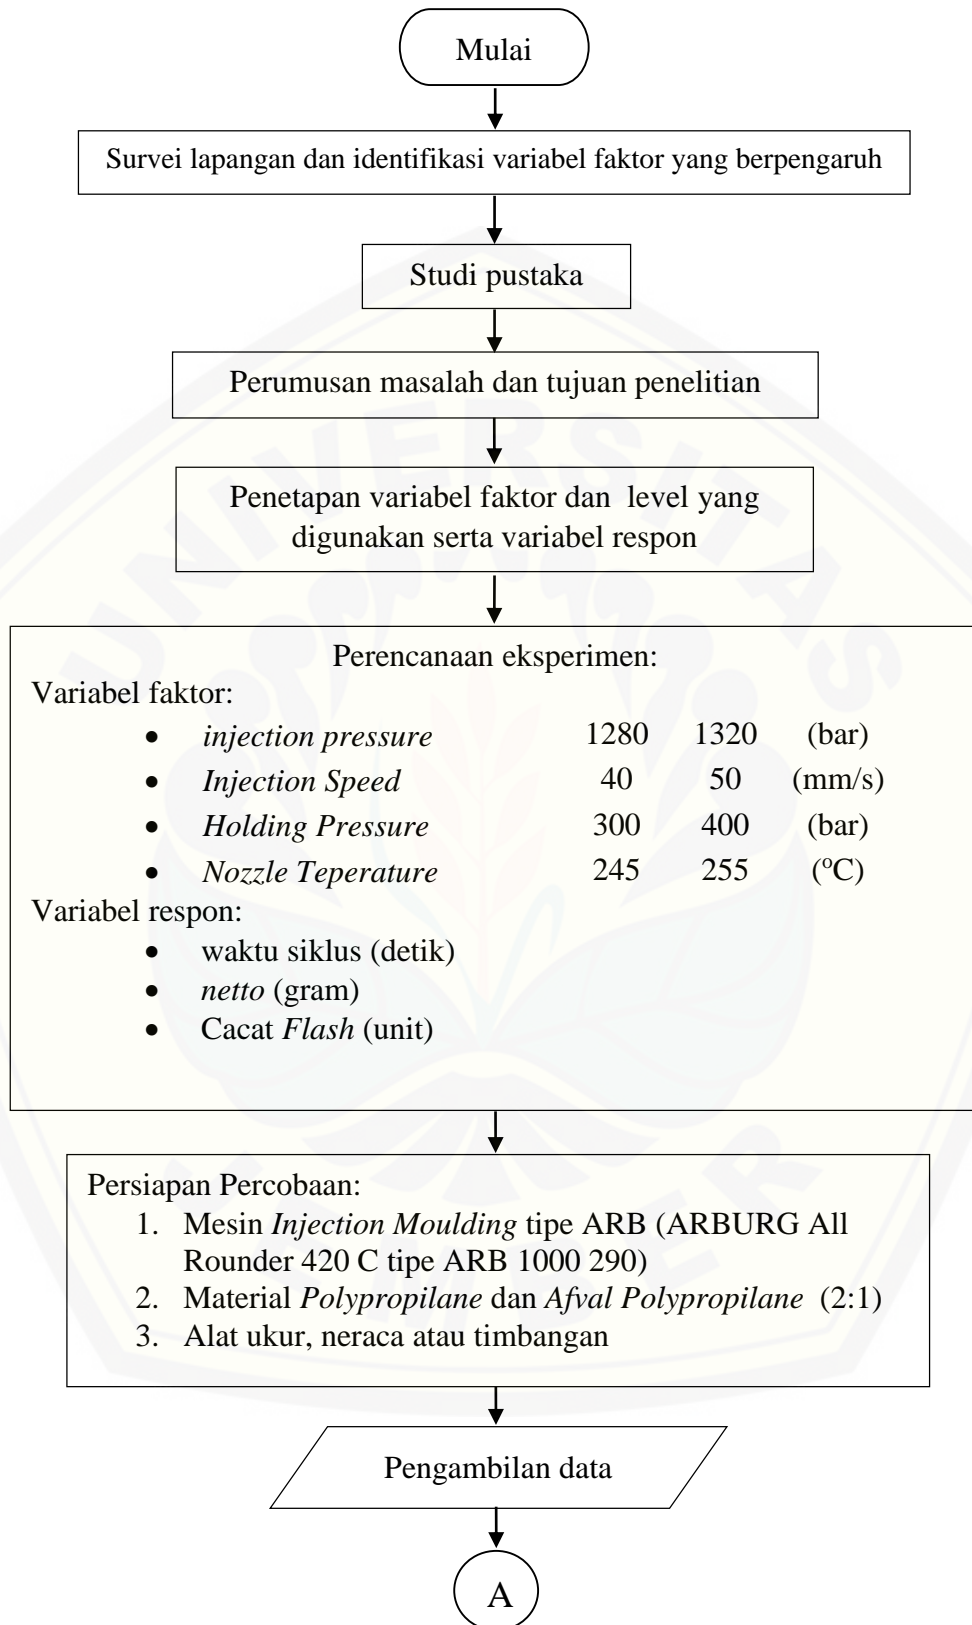 Mulai
Survei lapangan dan identifikasi variabel faktor yang berpengaruh
Studi pustaka
Perumusan masalah dan tujuan penelitian
Penetapan variabel faktor dan level yang
digunakan serta variabel respon
Perencanaan eksperimen:
Variabel faktor:
• injection pressure 1280 1320 (bar)
• Injection Speed 40 50 (mm/s)
• Holding Pressure 300 400 (bar)
• Nozzle Teperature 245 255 (°C)
Variabel respon:
• waktu siklus (detik)
• netto (gram)
• Cacat Flash (unit)
Persiapan Percobaan:
1. Mesin Injection Moulding tipe ARB (ARBURG All
Rounder 420 C tipe ARB 1000 290)
2. Material Polypropilane dan Afval Polypropilane (2:1)
3. Alat ukur, neraca atau timbangan
Pengambilan data
A
UNIVERSITAS
JEMBER